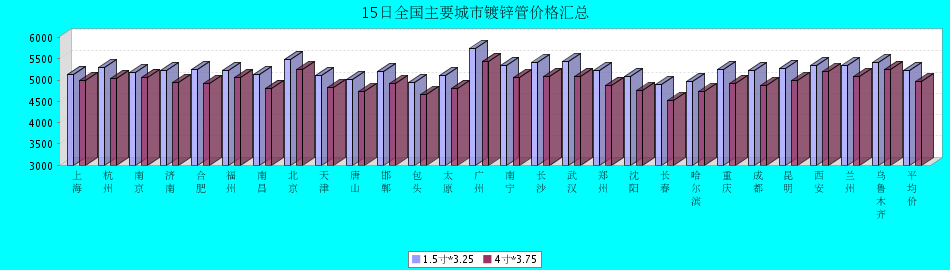 15日全国主要城市镀锌管价格汇总
6000
5500
5000
4500
4000
3500
3000
上海
杭州
南京
济南
合肥
福州
南昌
北京
天津
唐山
邯郸
包头
太原
广州
南宁
长沙
武汉
郑州
沈阳
长春
哈尔滨
重庆
成都
昆明
西安
兰州
乌鲁木齐
平均价
1.5寸*3.25
4寸*3.75